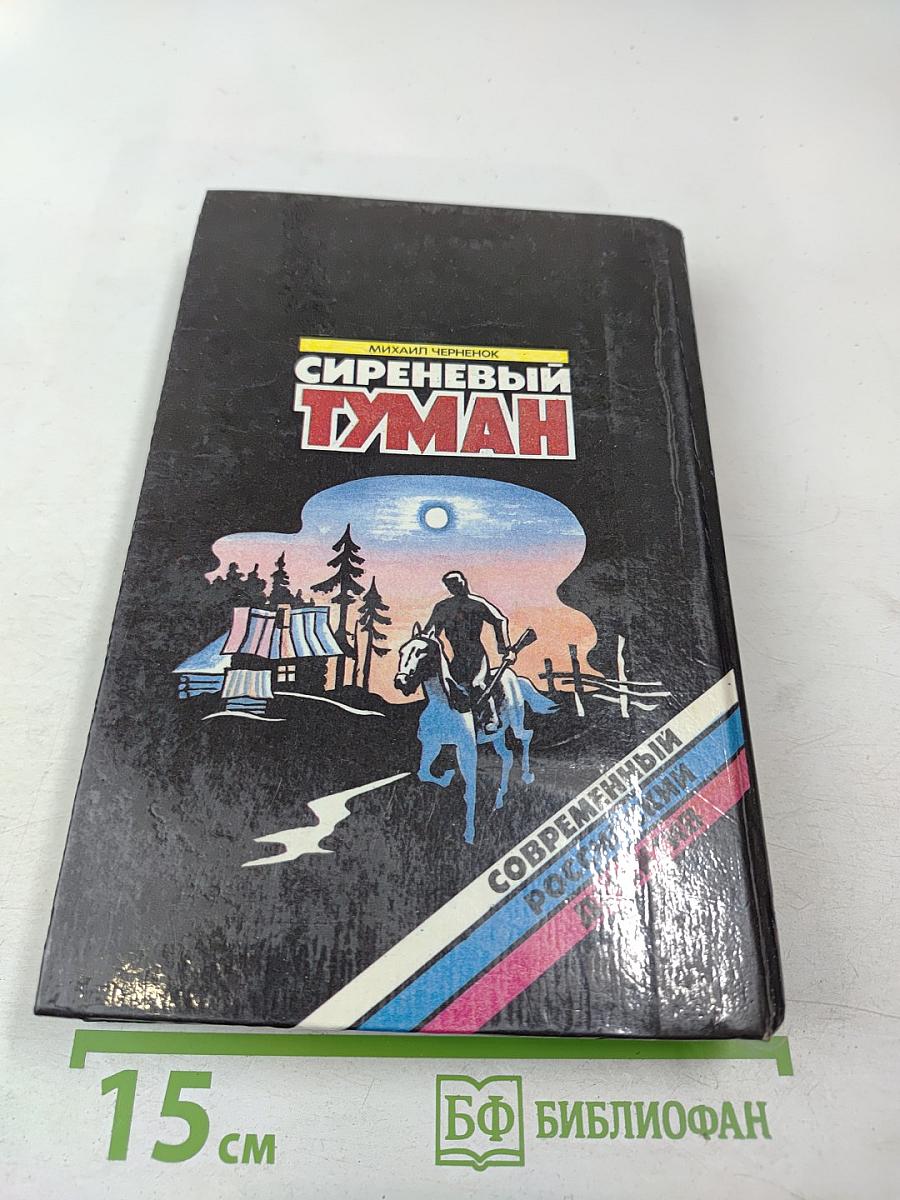 МИХАИЛ ЧЕРНЕНОК
СИРЕНЕВЫЙ
ТУМАН
СОВРЕМЕННЫЙ
15 см
БФ БИБЛИОФАН